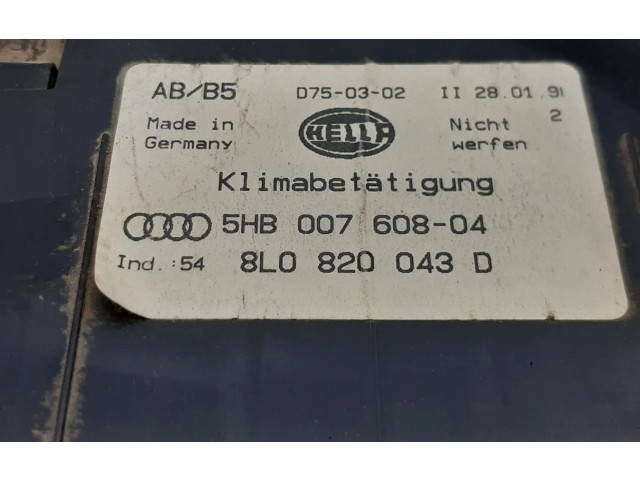 AB/B5 D75-03-02 II 28.01.9
Made in Germany
HELLA
Nicht werfen
2
Klimabetätigung
5HB 007 608-04
Ind.:54 8L0 820 043 D